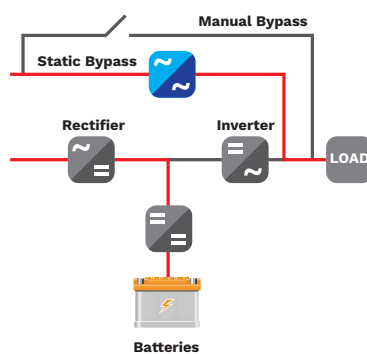 Manual Bypass
Static Bypass
Rectifier
Inverter
LOAD
Batteries